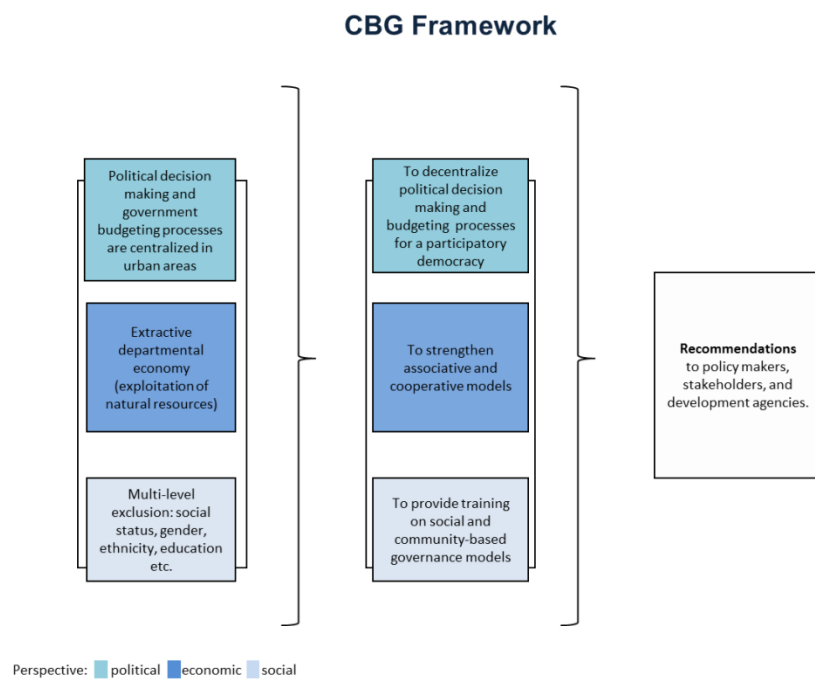 CBG Framework
Political decision
making and
government
budgeting processes
are centralized in
urban areas
Extractive
departmental
economy
(exploitation of
natural resources)
Multi-level
exclusion: social
status, gender,
ethnicity, education
etc.
To decentralize
political decision
making and
budgeting processes
for a participatory
democracy
To strengthen
associative and
cooperative models
To provide training
on social and
community-based
governance models
Recommendations
to policy makers,
stakeholders, and
development agencies.
Perspective: political economic social